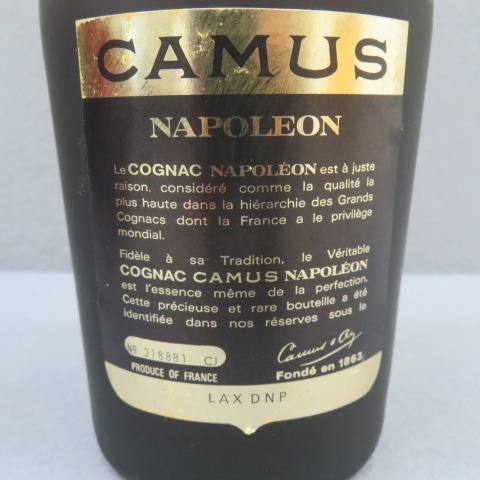 CAMUS
NAPOLEON
Le COGNAC NAPOLÉON est à juste
raison, considéré comme la qualité la
plus haute dans la hiérarchie des Grands
Cognacs dont la France a le privilège
mondial.
Fidèle à sa Tradition, le Véritable
COGNAC CAMUS NAPOLÉON
est l'essence même de la perfection.
Cette précieuse et rare bouteille a été
identifiée dans nos réserves sous le
Nº 318881 CJ
Camus & Cie
PRODUCE OF FRANCE
Fondé en 1863
LAX DNP